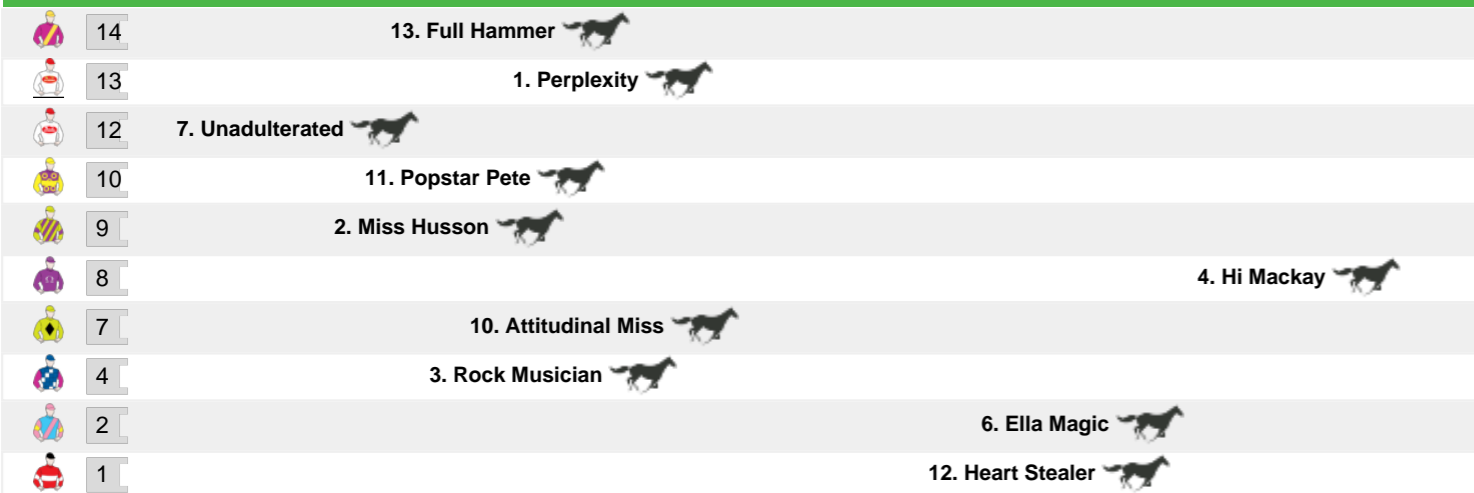 14 13. Full Hammer
13 1. Perplexity
12 7. Unadulterated
10 11. Popstar Pete
9 2. Miss Husson
8 4. Hi Mackay
7 10. Attitudinal Miss
4 3. Rock Musician
2 6. Ella Magic
1 12. Heart Stealer